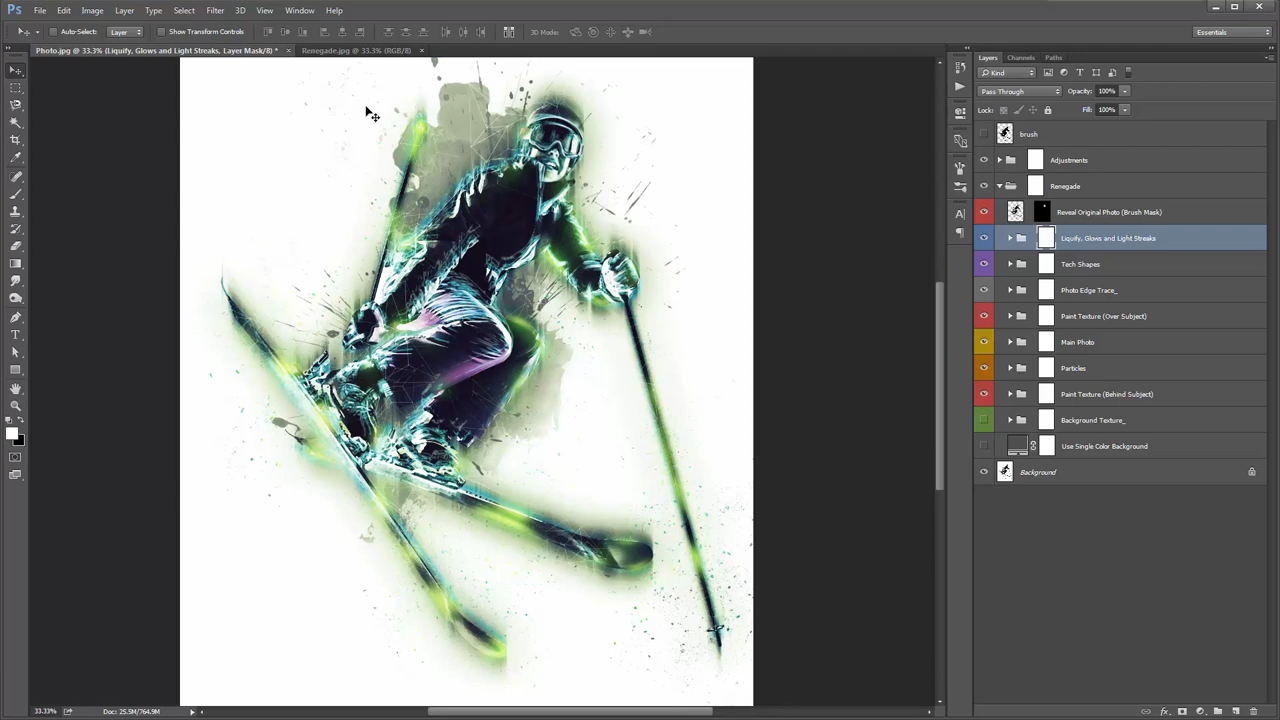 Ps File Edit Image Layer Type Select Filter 3D View Window Help
Auto-Select: Layer Show Transform Controls 3D Mode: Essentials
Photo.jpg @ 33.3% (Liquify, Glows and Light Streaks, Layer Mask/8) * × Renegade.jpg @ 33.3% (RGB/8) ×
Layers Channels Paths
Kind
Pass Through Opacity: 100%
Lock: Fill: 100%
brush
Adjustments
Renegade
Reveal Original Photo (Brush Mask)
Liquify, Glows and Light Streaks
Tech Shapes
Photo Edge Trace_
Paint Texture (Over Subject)
Main Photo
Particles
Paint Texture (Behind Subject)
Background Texture_
Use Single Color Background
Background
33.33% Doc: 25.5M/764.9M